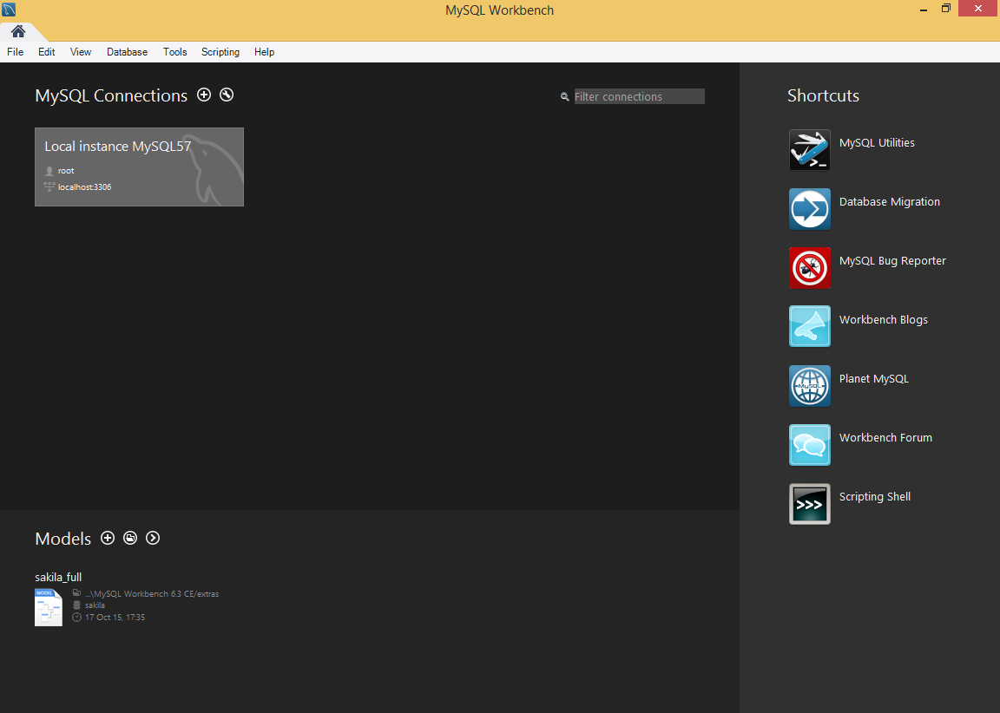 MySQL Workbench
File Edit View Database Tools Scripting Help
MySQL Connections
Filter connections
Local instance MySQL57
root
localhost:3306
Shortcuts
MySQL Utilities
Database Migration
MySQL Bug Reporter
Workbench Blogs
MySQL
Planet MySQL
Workbench Forum
>>>
Scripting Shell
Models
sakila_full
MODEL
...\MySQL Workbench 6.3 CE/extras
sakila
17 Oct 15, 17:35